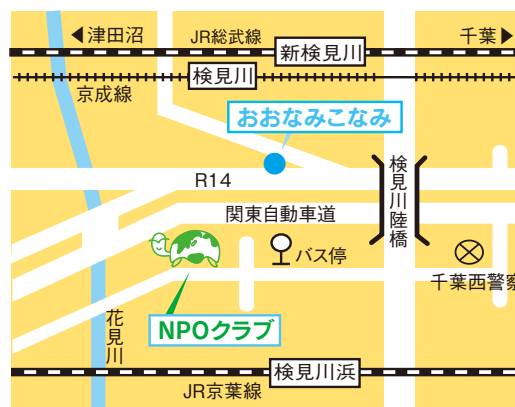 ◀津田沼
JR総武線
千葉▶
新検見川
検見川
京成線
おおなみこなみ
R14
検見川陸橋
関東自動車道
バス停
千葉西警察
NPOクラブ
花見川
検見川浜
JR京葉線